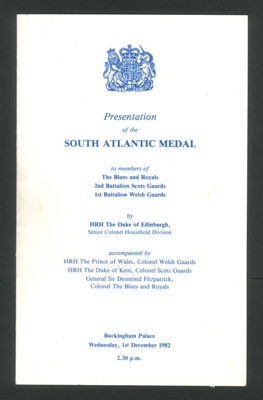 Presentation
of the
SOUTH ATLANTIC MEDAL
to members of
The Blues and Royals
2nd Battalion Scots Guards
1st Battalion Welsh Guards
by
HRH The Duke of Edinburgh,
Senior Colonel Household Division
accompanied by
HRH The Prince of Wales, Colonel Welsh Guards
HRH The Duke of Kent, Colonel Scots Guards
General Sir Desmond Fitzpatrick,
Colonel The Blues and Royals
Buckingham Palace
Wednesday, 1st December 1982
2.30 p.m.